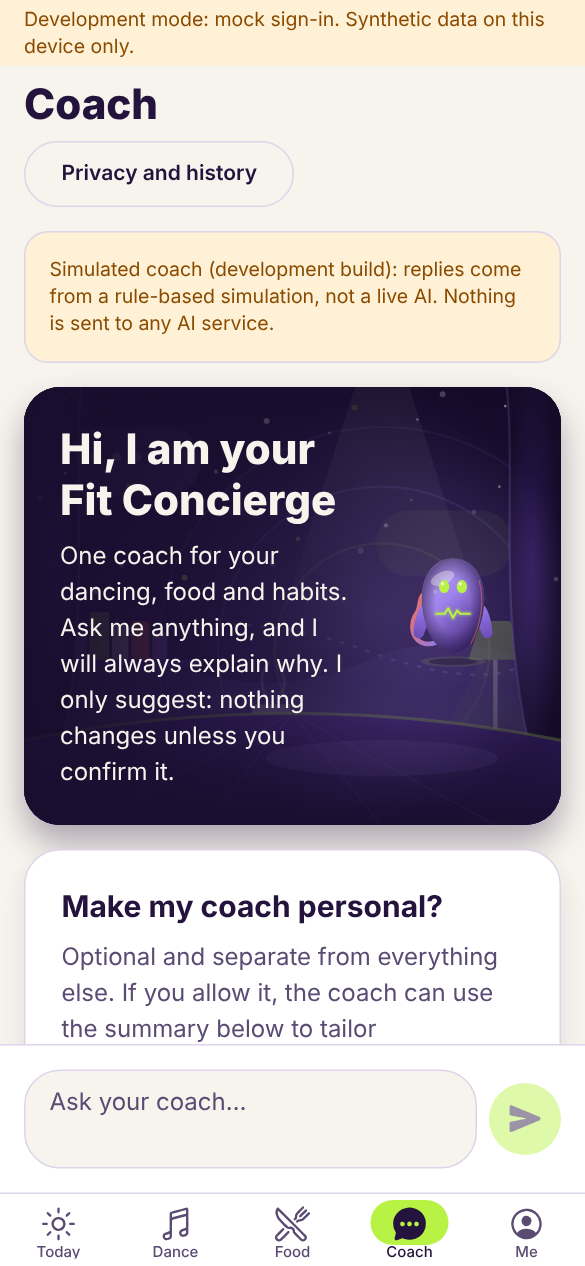 Development mode: mock sign-in. Synthetic data on this
device only.
Coach
Privacy and history
Simulated coach (development build): replies come
from a rule-based simulation, not a live AI. Nothing
is sent to any AI service.
Hi, I am your
Fit Concierge
One coach for your
dancing, food and habits.
Ask me anything, and I
will always explain why. I
only suggest: nothing
changes unless you
confirm it.
Make my coach personal?
Optional and separate from everything
else. If you allow it, the coach can use
the summary below to tailor
Ask your coach...
Today
Dance
Food
Coach
Me